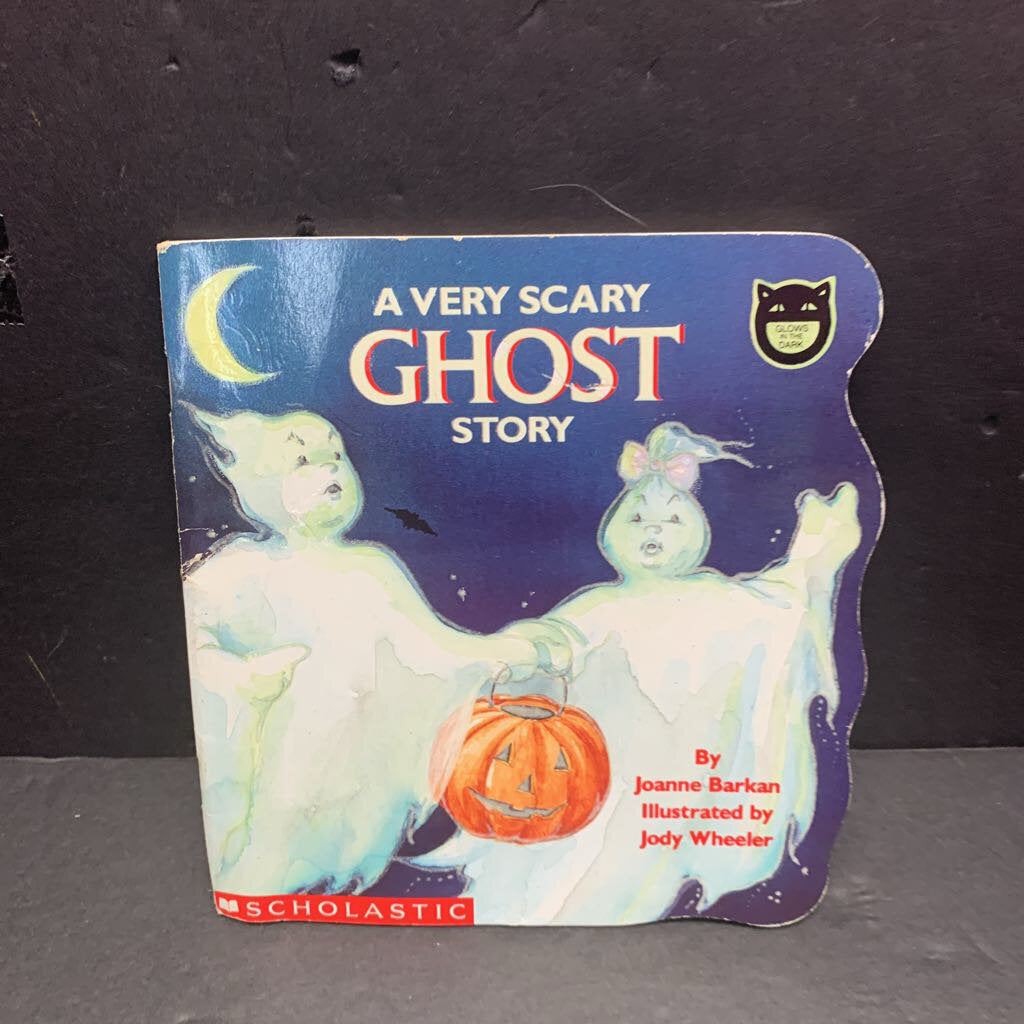 A VERY SCARY
GHOST
STORY
GLOWS
IN THE
DARK
By
Joanne Barkan
Illustrated by
Jody Wheeler
SCHOLASTIC